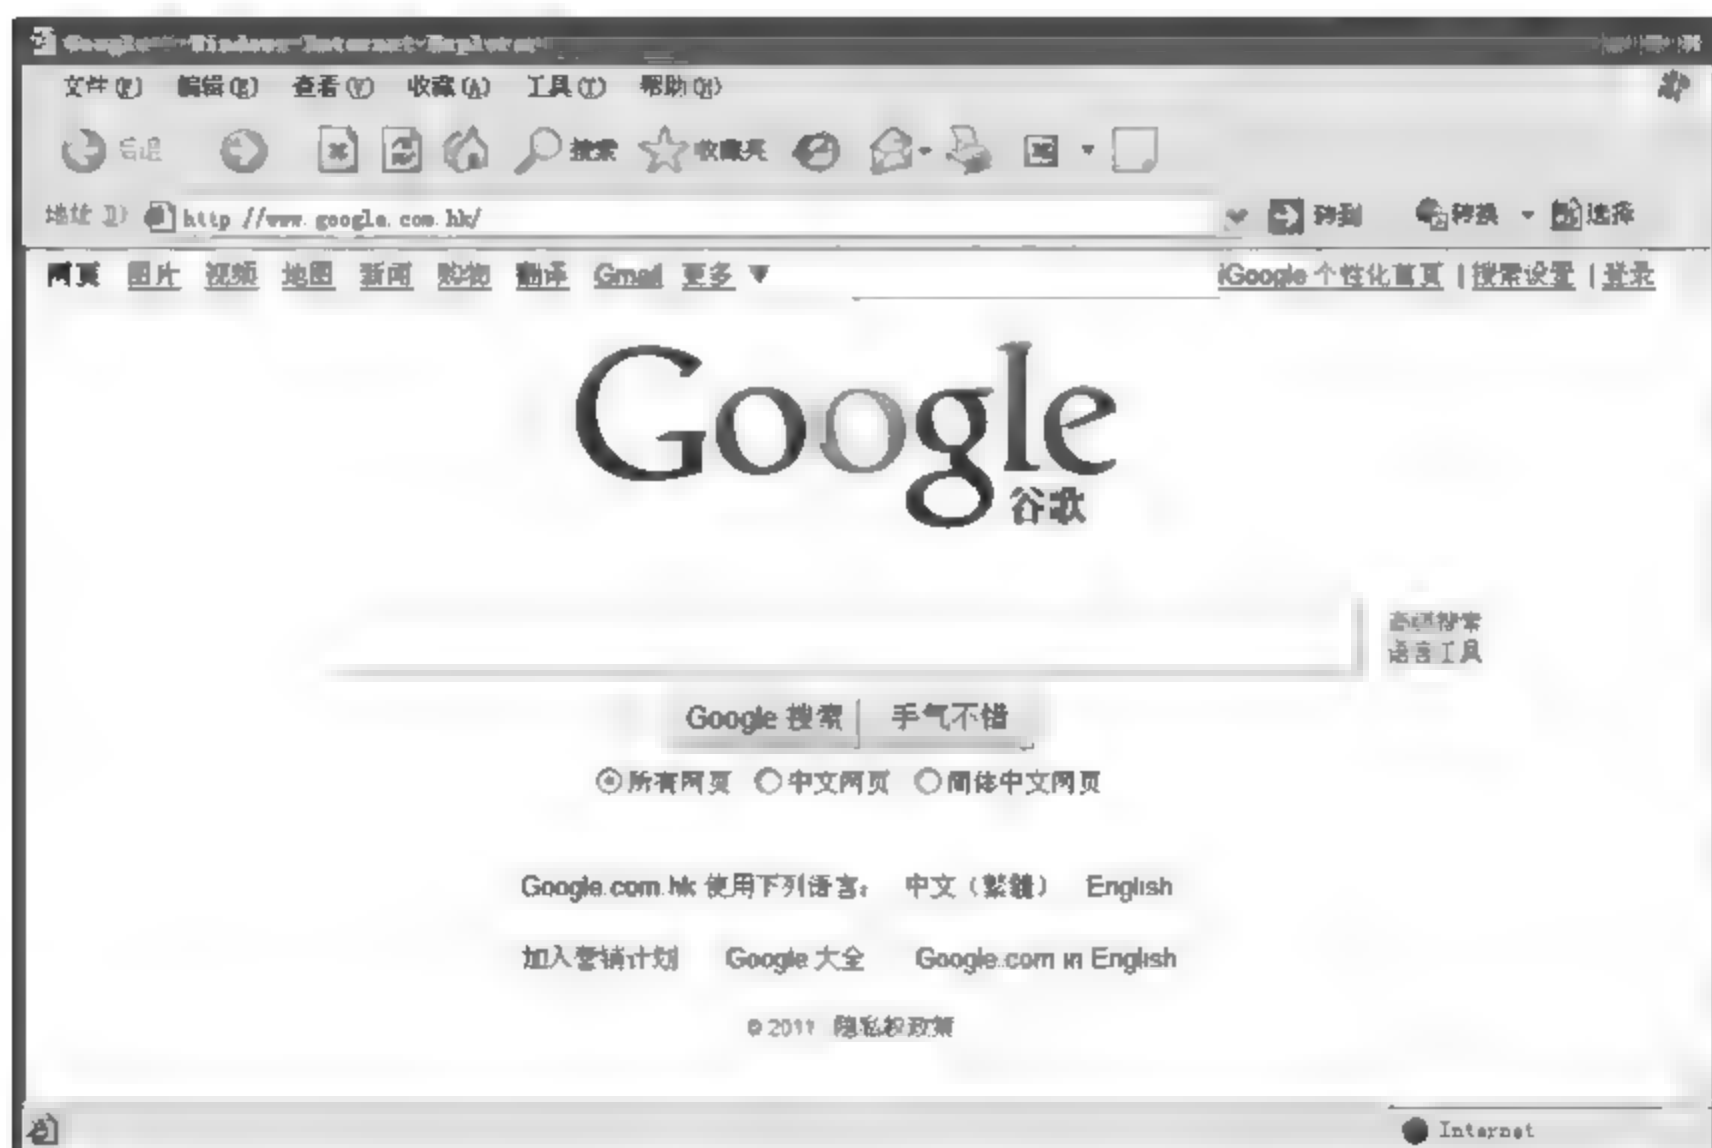 Google - Windows Internet Explorer
文件(F) 编辑(E) 查看(V) 收藏(A) 工具(T) 帮助(H)
后退 搜索 收藏夹
地址(D) http //www.google.com.hk/ 转到 转换 选择
网页 图片 视频 地图 新闻 购物 翻译 Gmail 更多 ▼ iGoogle 个性化首页 | 搜索设置 | 登录
Google
谷歌
高级搜索
语言工具
Google 搜索 手气不错
所有网页 中文网页 简体中文网页
Google.com.hk 使用下列语言: 中文（繁體） English
加入营销计划 Google 大全 Google.com in English
© 2011 隐私权政策
Internet